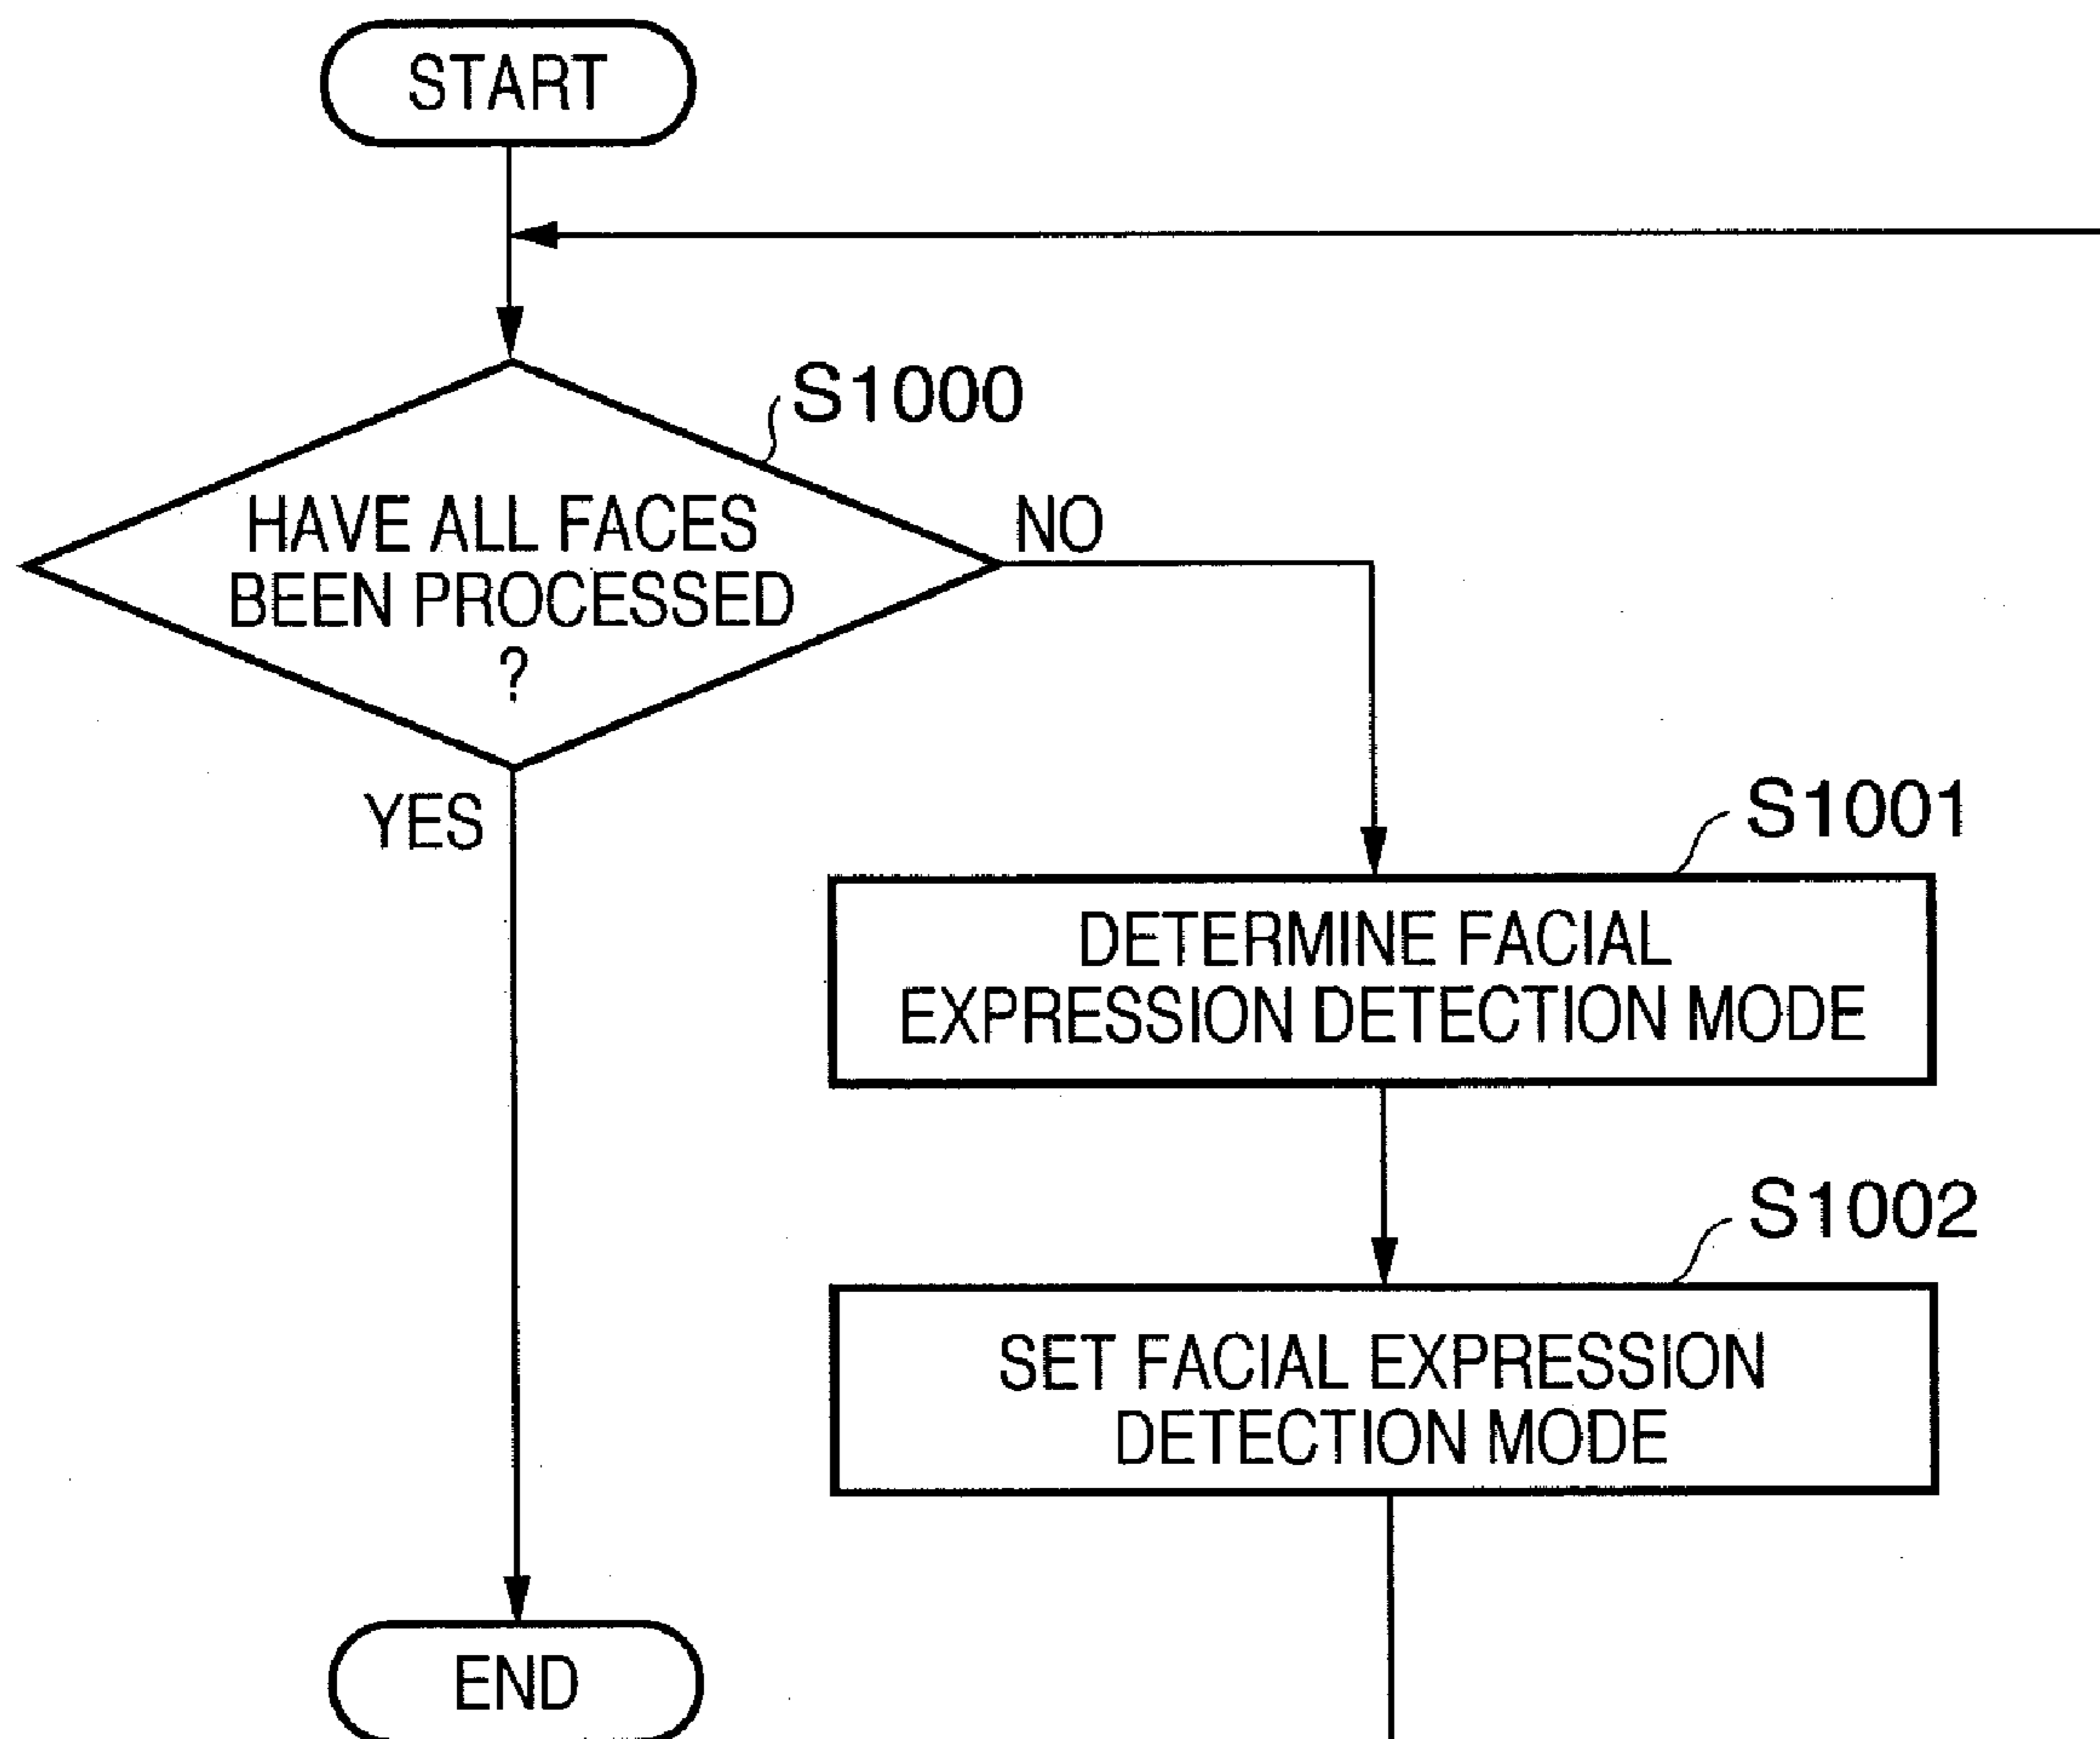 START
S1000
HAVE ALL FACES
BEEN PROCESSED
?
NO
YES
S1001
DETERMINE FACIAL
EXPRESSION DETECTION MODE
S1002
SET FACIAL EXPRESSION
DETECTION MODE
END